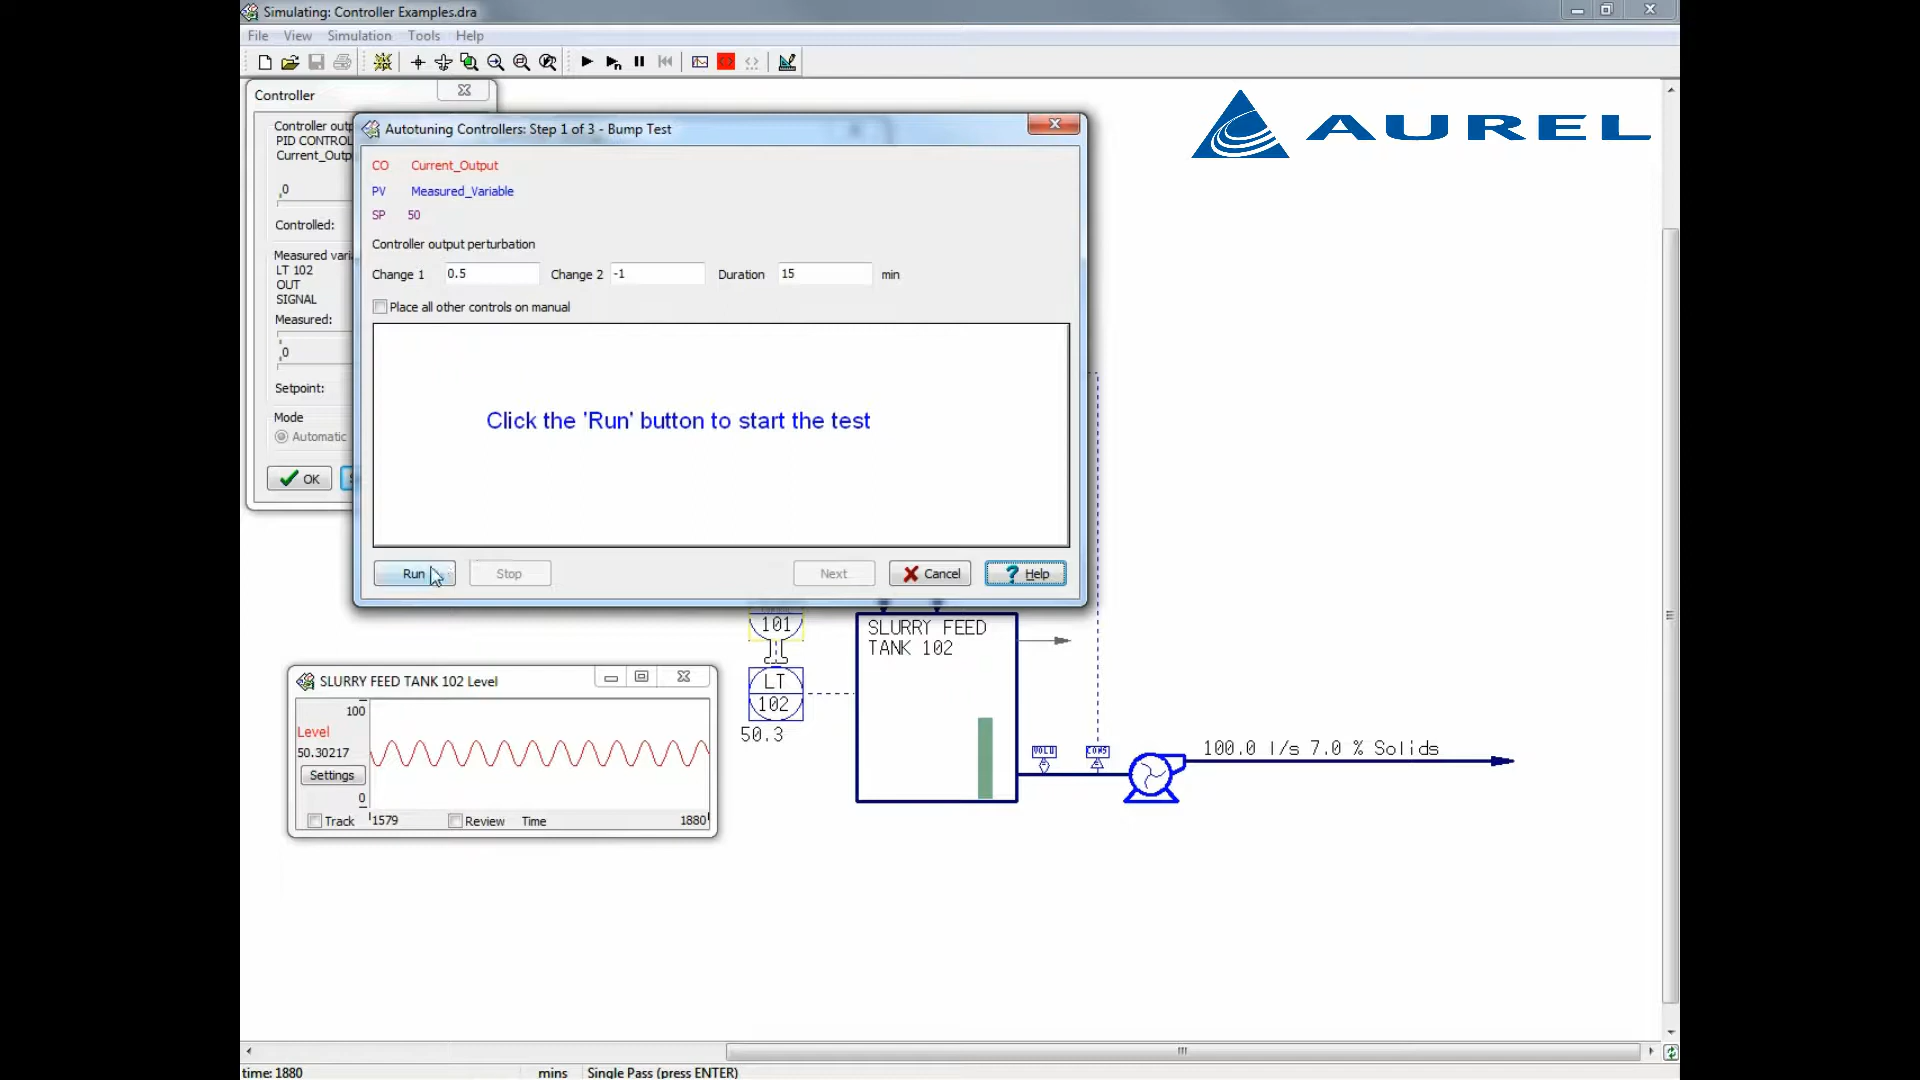 Simulating: Controller Examples.dra
File View Simulation Tools Help
Controller
Controller
PID CONTROL
Current_Outp
0
Controlled:
Measured
LT 102
OUT
SIGNAL
Measured:
0
Setpoint:
Mode
Automatic
OK
Autotuning Controllers: Step 1 of 3 - Bump Test
CO Current_Output
PV Measured_Variable
SP 50
Controller output perturbation
Change 1 0.5 Change 2 -1 Duration 15 min
Place all other controls on manual
Click the 'Run' button to start the test
Run Stop Next Cancel Help
AUREL
101
LT
102
50.3
SLURRY FEED
TANK 102
VOLU
CONS
100.0 l/s 7.0 % Solids
SLURRY FEED TANK 102 Level
100
Level
50.30217
Settings
0
Track 1579 Review Time 1880
time: 1880 mins Single Pass (press ENTER)